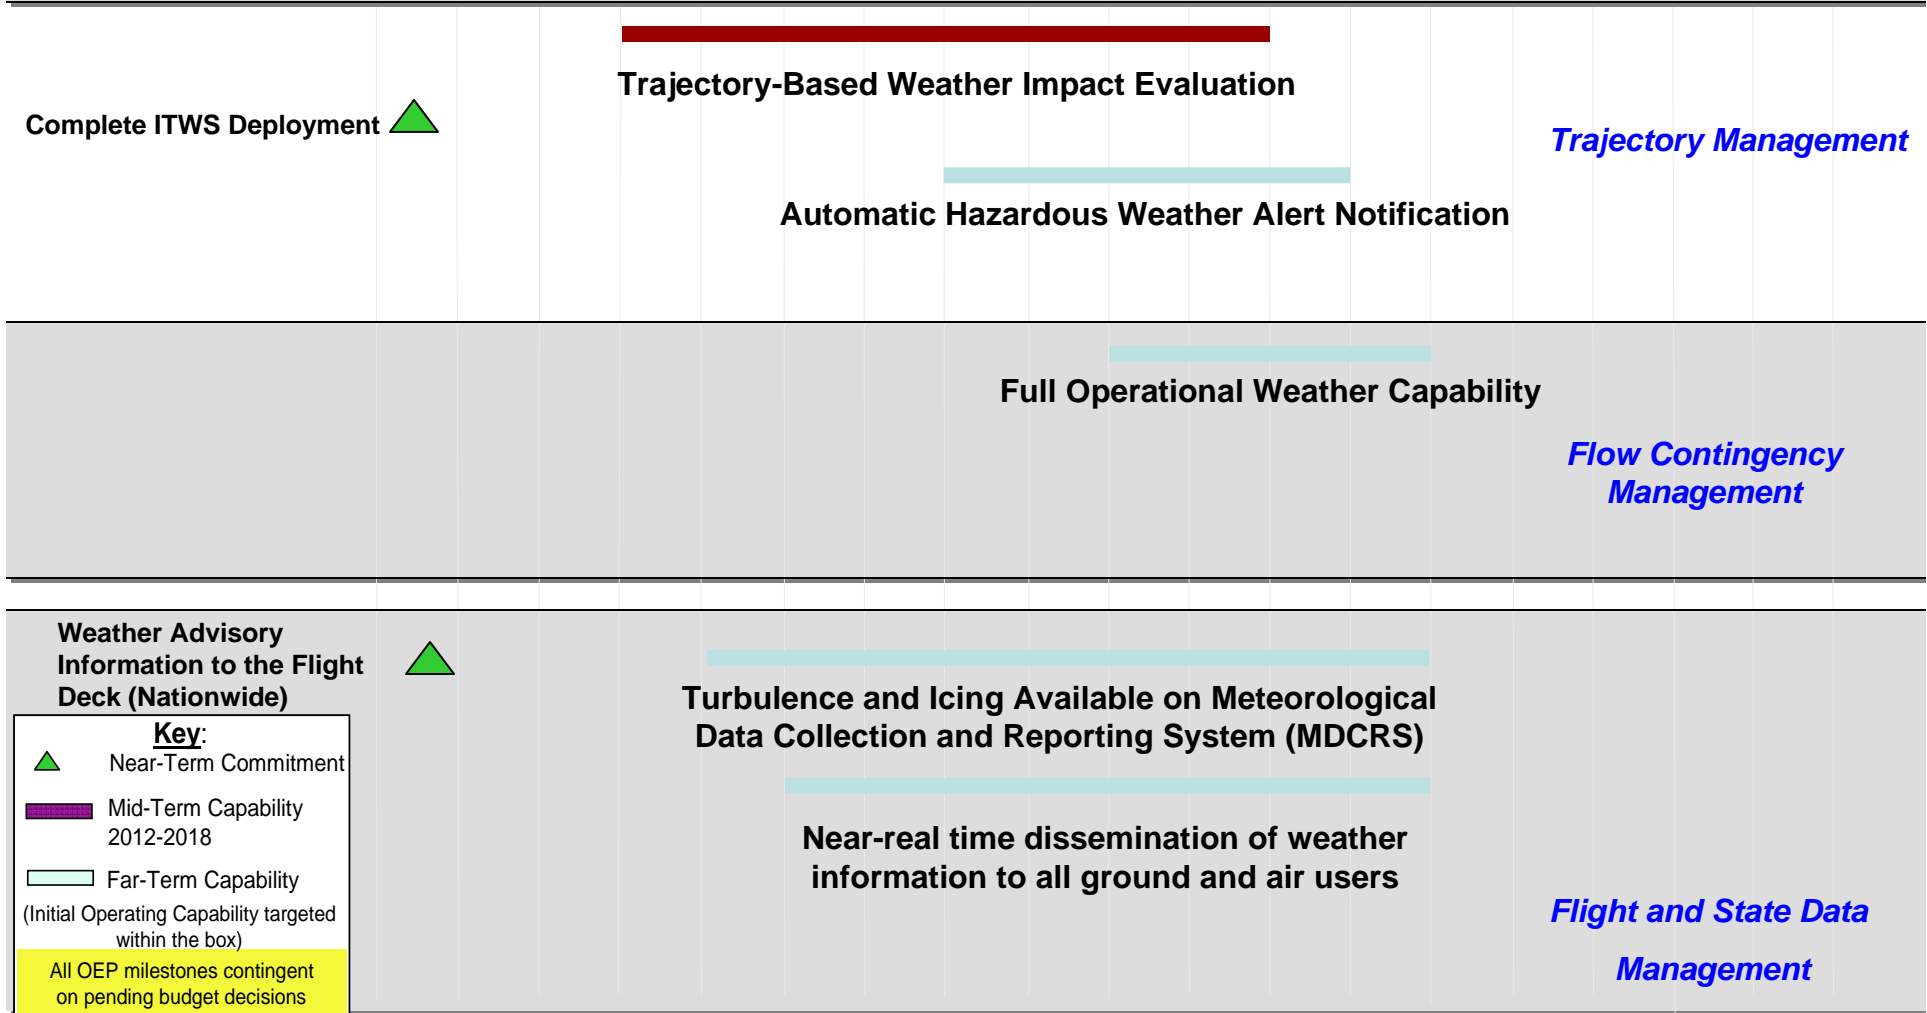 Trajectory-Based Weather Impact Evaluation
Complete ITWS Deployment
Trajectory Management
Automatic Hazardous Weather Alert Notification
Full Operational Weather Capability
Flow Contingency
Management
Weather Advisory
Information to the Flight
Deck (Nationwide)
Turbulence and Icing Available on Meteorological
Data Collection and Reporting System (MDCRS)
Near-real time dissemination of weather
information to all ground and air users
Flight and State Data
Management
Key:
Near-Term Commitment
Mid-Term Capability
2012-2018
Far-Term Capability
(Initial Operating Capability targeted
within the box)
All OEP milestones contingent
on pending budget decisions